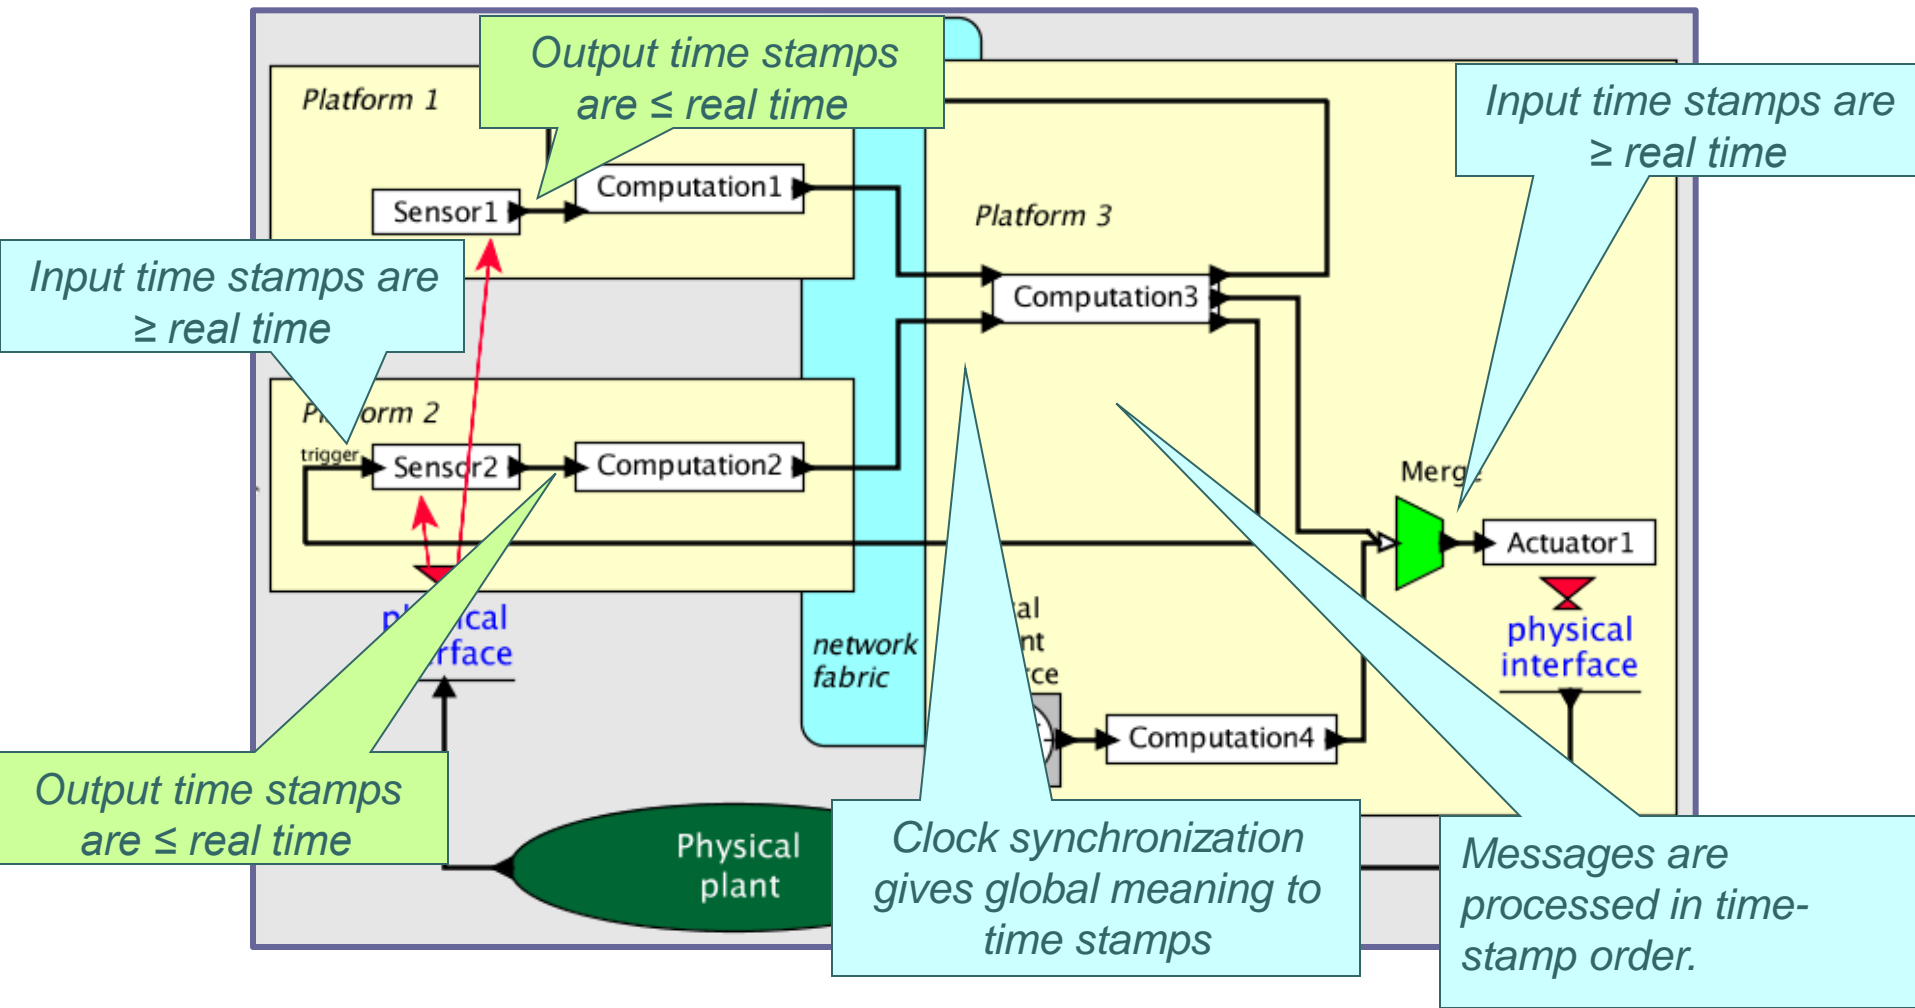 Output time stamps
are ≤ real time
Platform 1
Input time stamps are
≥ real time
Computation1
Sensor1
Platform 3
Input time stamps are
≥ real time
Computation3
trigger
Sensor2
Computation2
Merge
Actuator1
physical
interface
network
fabric
Computation4
Output time stamps
are ≤ real time
Physical
plant
Clock synchronization
gives global meaning to
time stamps
Messages are
processed in time-
stamp order.